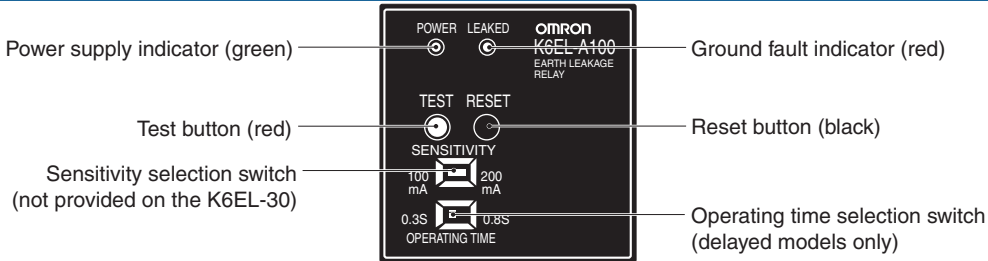 POWER LEAKED
OMRON
K6EL-A100
EARTH LEAKAGE
RELAY
Power supply indicator (green)
Ground fault indicator (red)
TEST RESET
Test button (red)
Reset button (black)
SENSITIVITY
Sensitivity selection switch
(not provided on the K6EL-30)
100
mA
200
mA
0.3S 0.8S
OPERATING TIME
Operating time selection switch
(delayed models only)